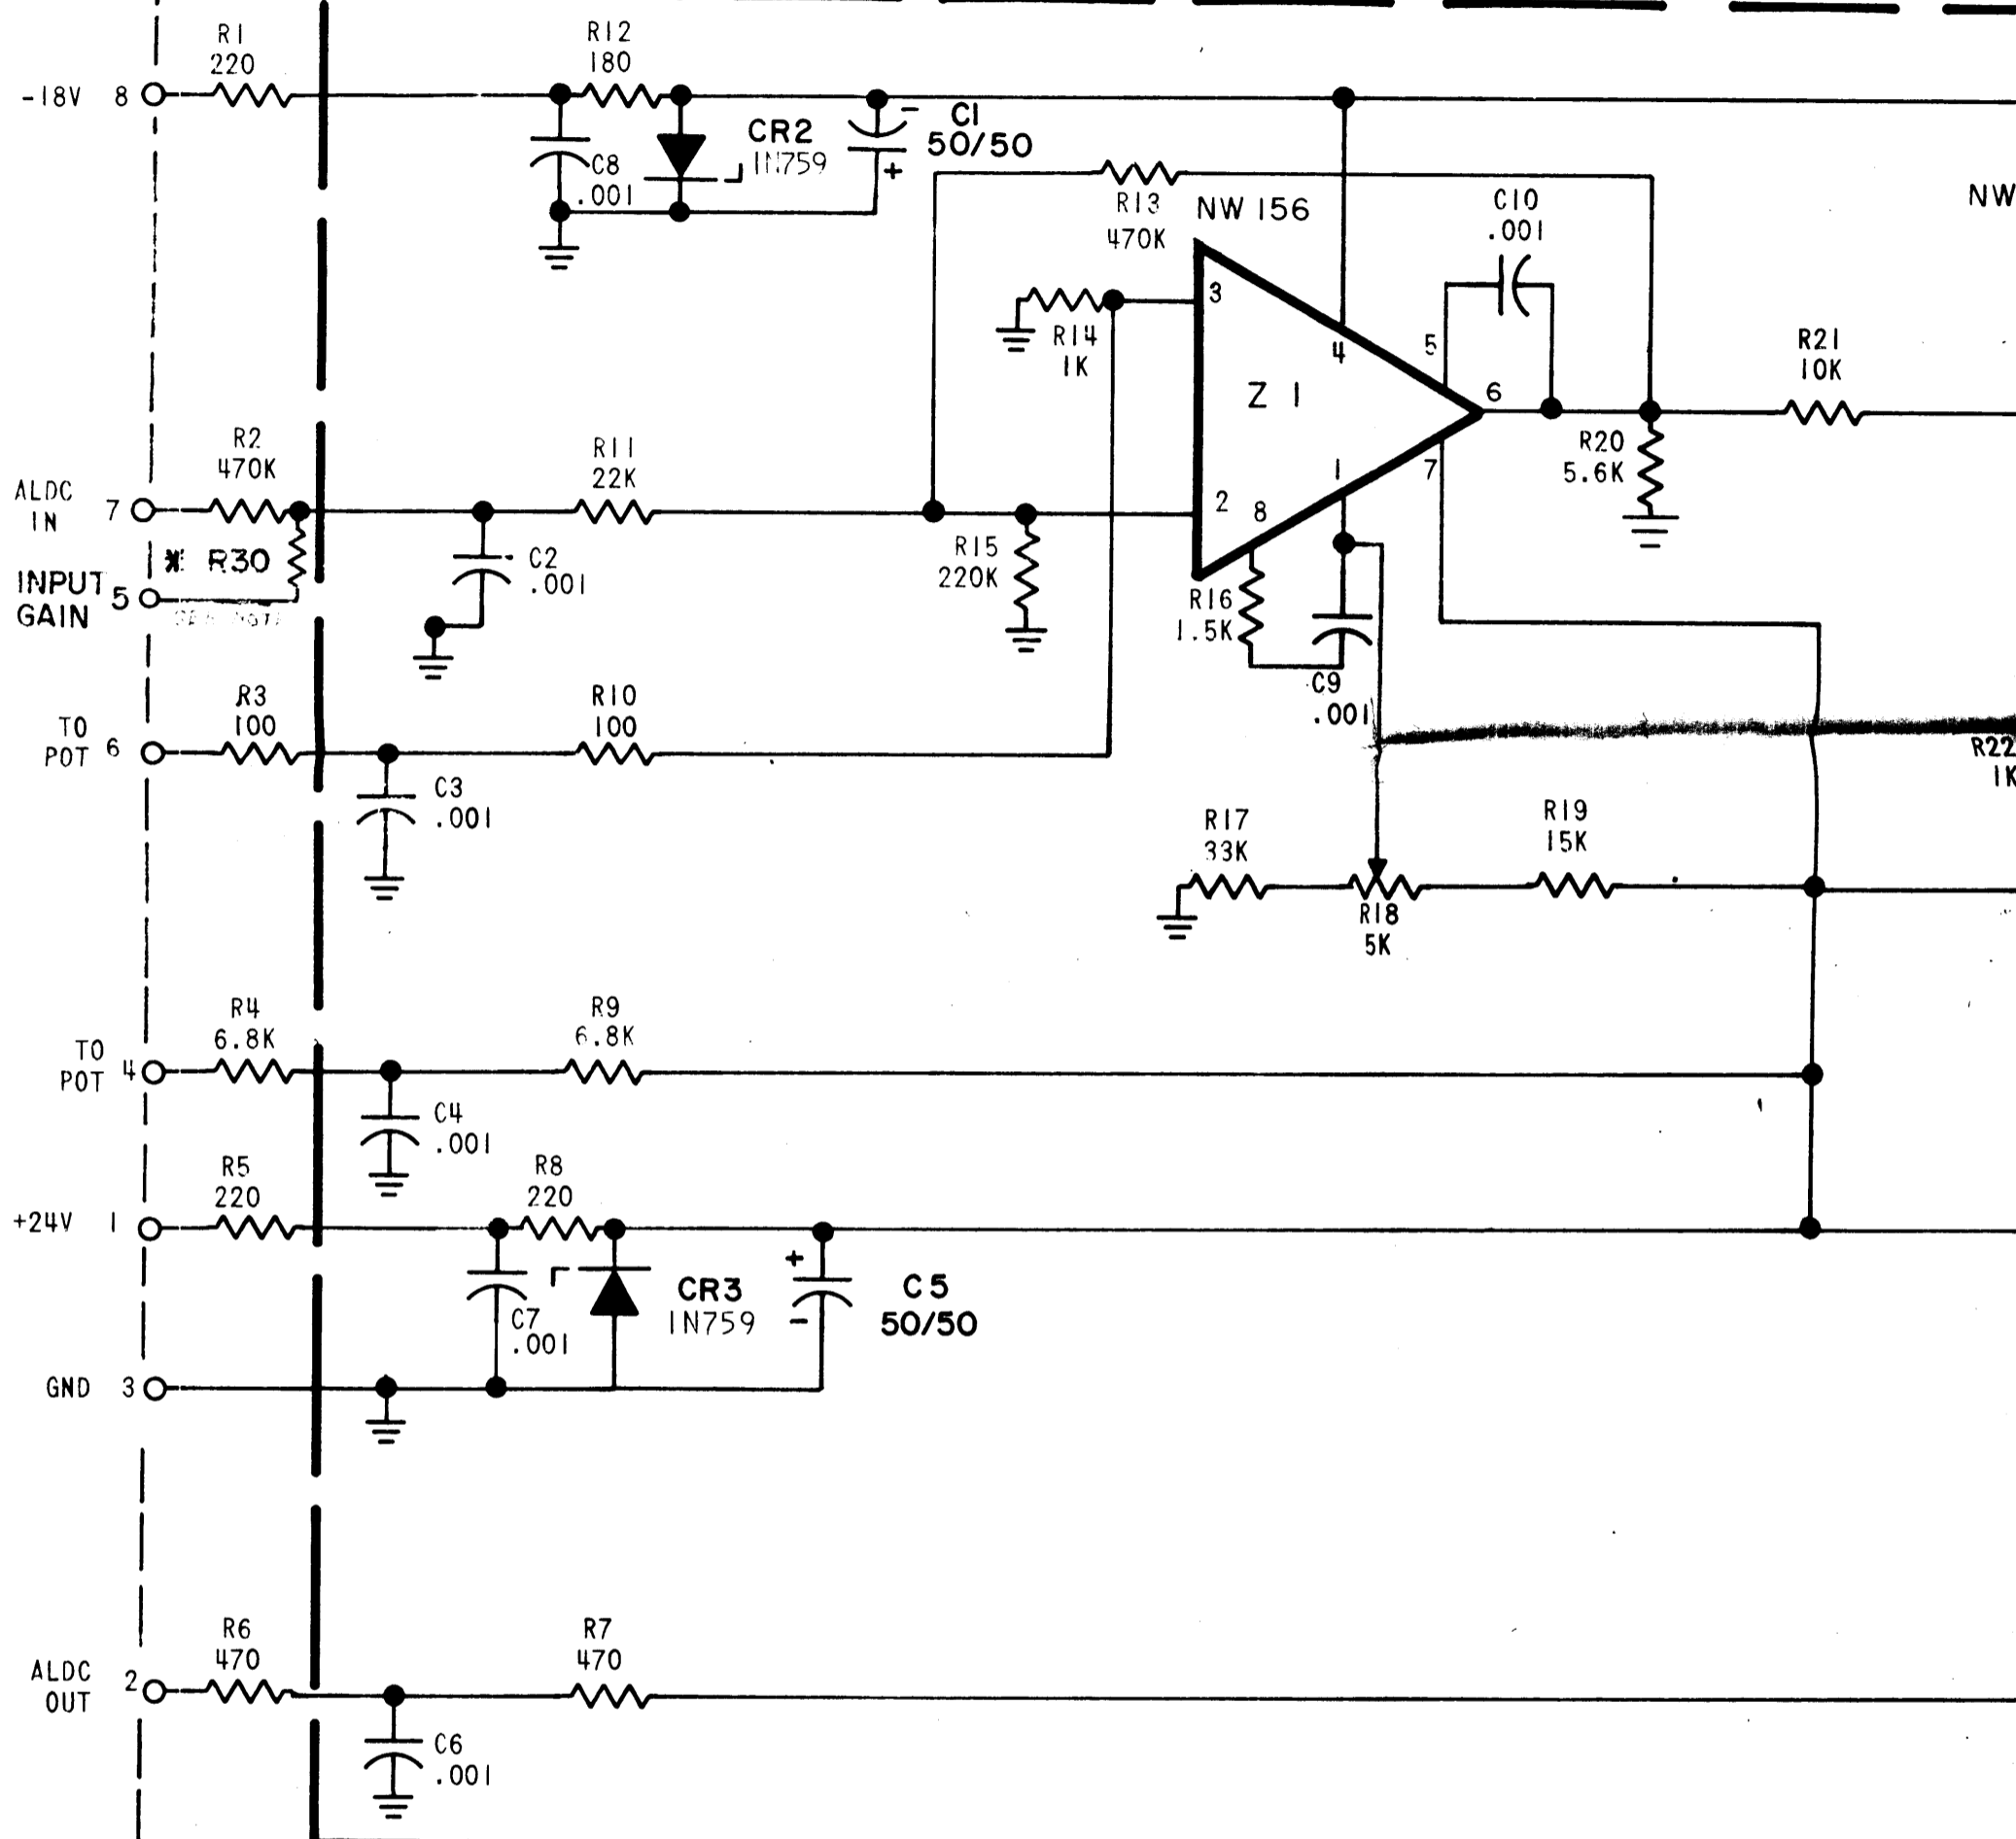 R1
220
-18V 8
R12
180
C8
.001
CR2
1N759
C1
50/50
-
+
R13
470K
NW 156
NW
C10
.001
R14
1K
3
4
5
6
Z 1
2
8
1
7
R21
10K
R20
5.6K
ALDC
IN
7
R2
470K
R11
22K
* R30
INPUT
GAIN
5
C2
.001
R15
220K
R16
1.5K
C9
.001
TO
POT 6
R3
100
R10
100
C3
.001
R22
1K
R17
33K
R18
5K
R19
15K
TO
POT 4
R4
6.8K
R9
6.8K
C4
.001
+24V 1
R5
220
R8
220
C7
.001
CR3
1N759
+
-
C5
50/50
GND 3
ALDC
OUT
2
R6
470
R7
470
C6
.001